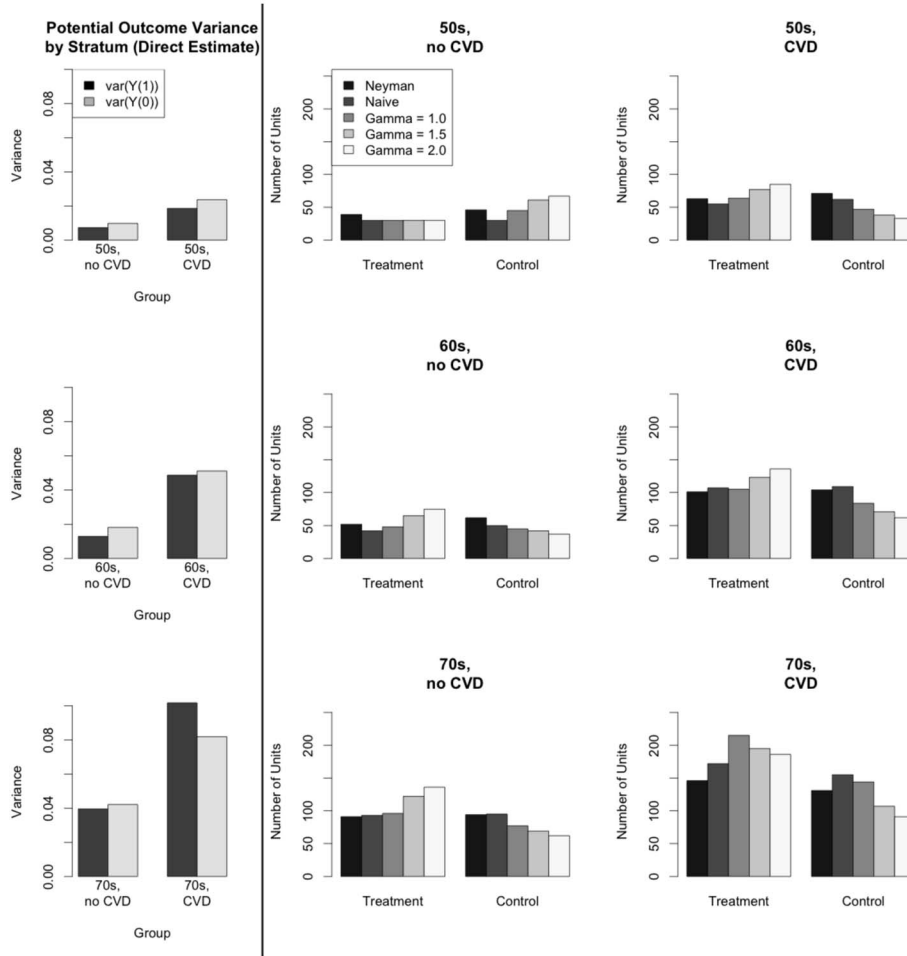 Potential Outcome Variance
by Stratum (Direct Estimate)
var(Y(1))
var(Y(0))
Variance
0.00
0.04
0.08
50s,
no CVD
50s,
CVD
Group
50s,
no CVD
Neyman
Naive
Gamma = 1.0
Gamma = 1.5
Gamma = 2.0
Number of Units
0
50
100
200
Treatment
Control
50s,
CVD
Number of Units
0
50
100
200
Treatment
Control
Variance
0.00
0.04
0.08
60s,
no CVD
60s,
CVD
Group
60s,
no CVD
Number of Units
0
50
100
200
Treatment
Control
60s,
CVD
Number of Units
0
50
100
200
Treatment
Control
Variance
0.00
0.04
0.08
70s,
no CVD
70s,
CVD
Group
70s,
no CVD
Number of Units
0
50
100
200
Treatment
Control
70s,
CVD
Number of Units
0
50
100
200
Treatment
Control